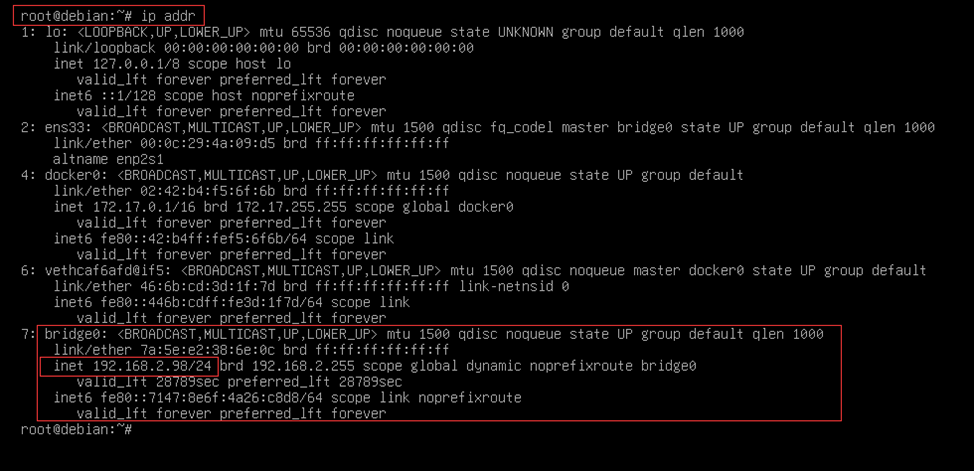 root@debian:~# ip addr
1: lo: <LOOPBACK,UP,LOWER_UP> mtu 65536 qdisc noqueue state UNKNOWN group default qlen 1000
link/loopback 00:00:00:00:00:00 brd 00:00:00:00:00:00
inet 127.0.0.1/8 scope host lo
valid_lft forever preferred_lft forever
inet6 ::1/128 scope host noprefixroute
valid_lft forever preferred_lft forever
2: ens33: <BROADCAST,MULTICAST,UP,LOWER_UP> mtu 1500 qdisc fq_codel master bridge0 state UP group default qlen 1000
link/ether 00:0c:29:4a:09:d5 brd ff:ff:ff:ff:ff:ff
altname enp2s1
4: docker0: <BROADCAST,MULTICAST,UP,LOWER_UP> mtu 1500 qdisc noqueue state UP group default
link/ether 02:42:b4:f5:6f:6b brd ff:ff:ff:ff:ff:ff
inet 172.17.0.1/16 brd 172.17.255.255 scope global docker0
valid_lft forever preferred_lft forever
inet6 fe80::42:b4ff:fef5:6f6b/64 scope link
valid_lft forever preferred_lft forever
6: vethcaf6afd@if5: <BROADCAST,MULTICAST,UP,LOWER_UP> mtu 1500 qdisc noqueue master docker0 state UP group default
link/ether 46:6b:cd:3d:1f:7d brd ff:ff:ff:ff:ff:ff link-netnsid 0
inet6 fe80::446b:cdff:fe3d:1f7d/64 scope link
valid_lft forever preferred_lft forever
7: bridge0: <BROADCAST,MULTICAST,UP,LOWER_UP> mtu 1500 qdisc noqueue state UP group default qlen 1000
link/ether 7a:5e:e2:38:6e:0c brd ff:ff:ff:ff:ff:ff
inet 192.168.2.98/24 brd 192.168.2.255 scope global dynamic noprefixroute bridge0
valid_lft 28789sec preferred_lft 28789sec
inet6 fe80::7147:8e6f:4a26:c8d8/64 scope link noprefixroute
valid_lft forever preferred_lft forever
root@debian:~#